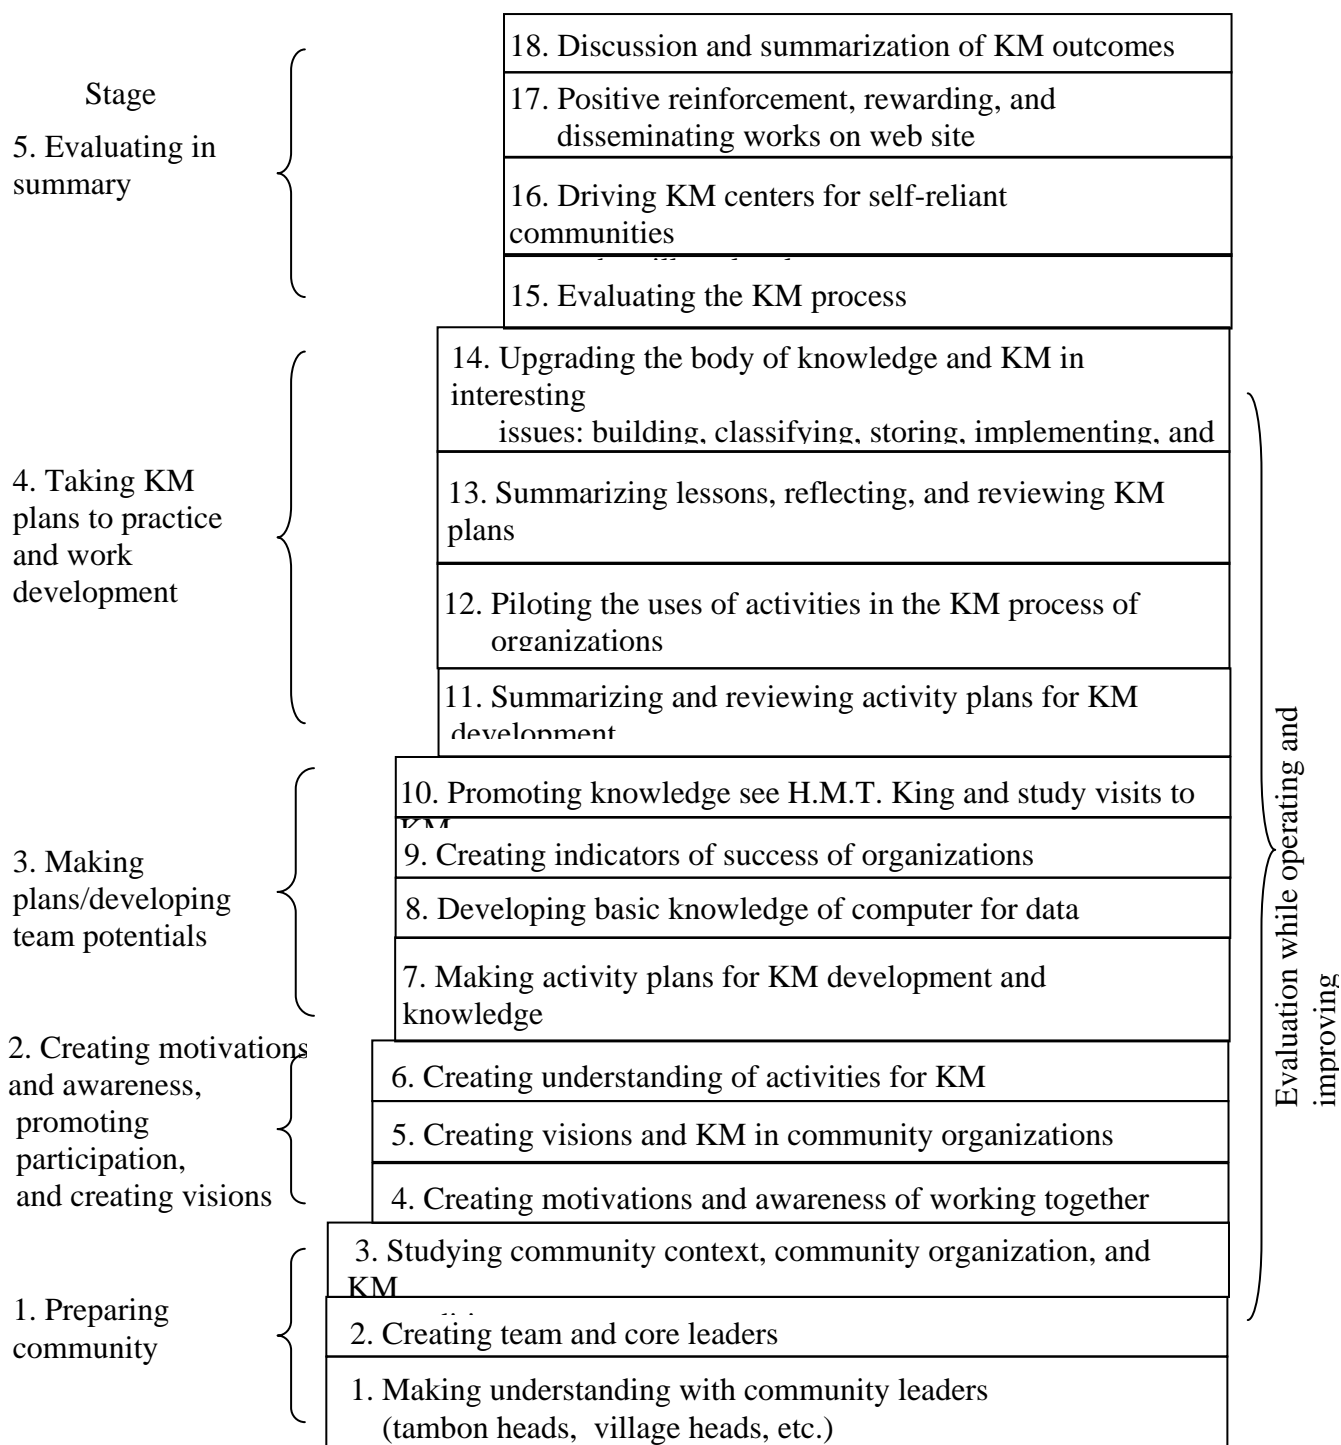 18. Discussion and summarization of KM outcomes
Stage
17. Positive reinforcement, rewarding, and
disseminating works on web site
5. Evaluating in
summary
16. Driving KM centers for self-reliant
communities
15. Evaluating the KM process
14. Upgrading the body of knowledge and KM in
interesting
issues: building, classifying, storing, implementing, and
4. Taking KM
plans to practice
and work
development
13. Summarizing lessons, reflecting, and reviewing KM
plans
12. Piloting the uses of activities in the KM process of
organizations
11. Summarizing and reviewing activity plans for KM
development
10. Promoting knowledge see H.M.T. King and study visits to
KM
3. Making
plans/developing
team potentials
9. Creating indicators of success of organizations
8. Developing basic knowledge of computer for data
7. Making activity plans for KM development and
knowledge
2. Creating motivations
and awareness,
promoting
participation,
and creating visions
6. Creating understanding of activities for KM
5. Creating visions and KM in community organizations
4. Creating motivations and awareness of working together
3. Studying community context, community organization, and
KM
1. Preparing
community
2. Creating team and core leaders
1. Making understanding with community leaders
(tambon heads, village heads, etc.)
Evaluation while operating and
improving